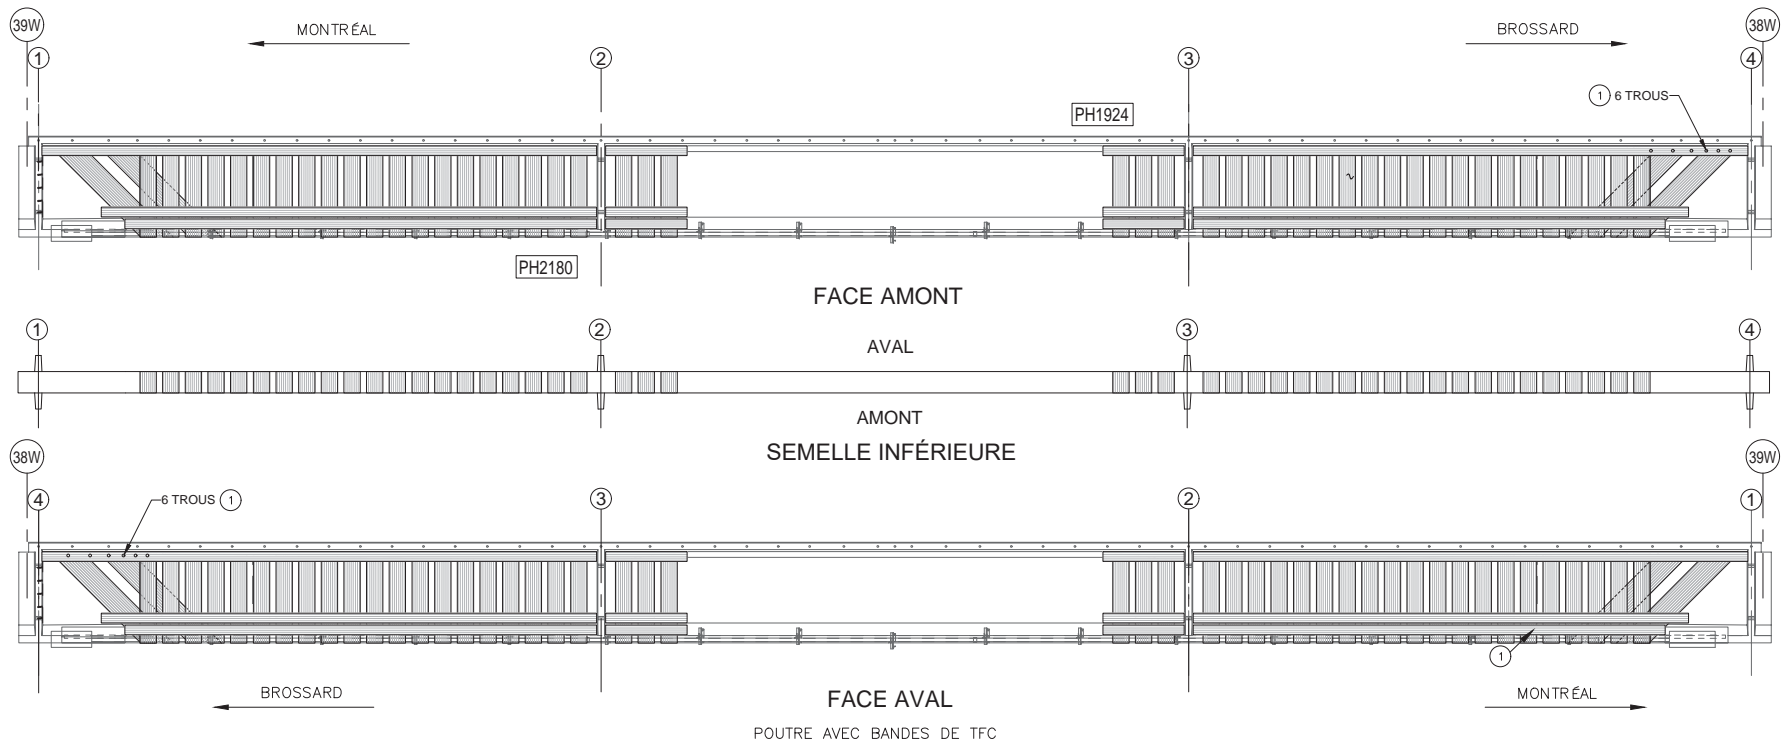 39W
MONTRÉAL
BROSSARD
38W
1
2
3
4
PH1924
1 6 TROUS
PH2180
FACE AMONT
1
2
3
4
AVAL
AMONT
SEMELLE INFÉRIEURE
38W
39W
4
3
2
1
6 TROUS 1
1
BROSSARD
FACE AVAL
MONTRÉAL
POUTRE AVEC BANDES DE TFC